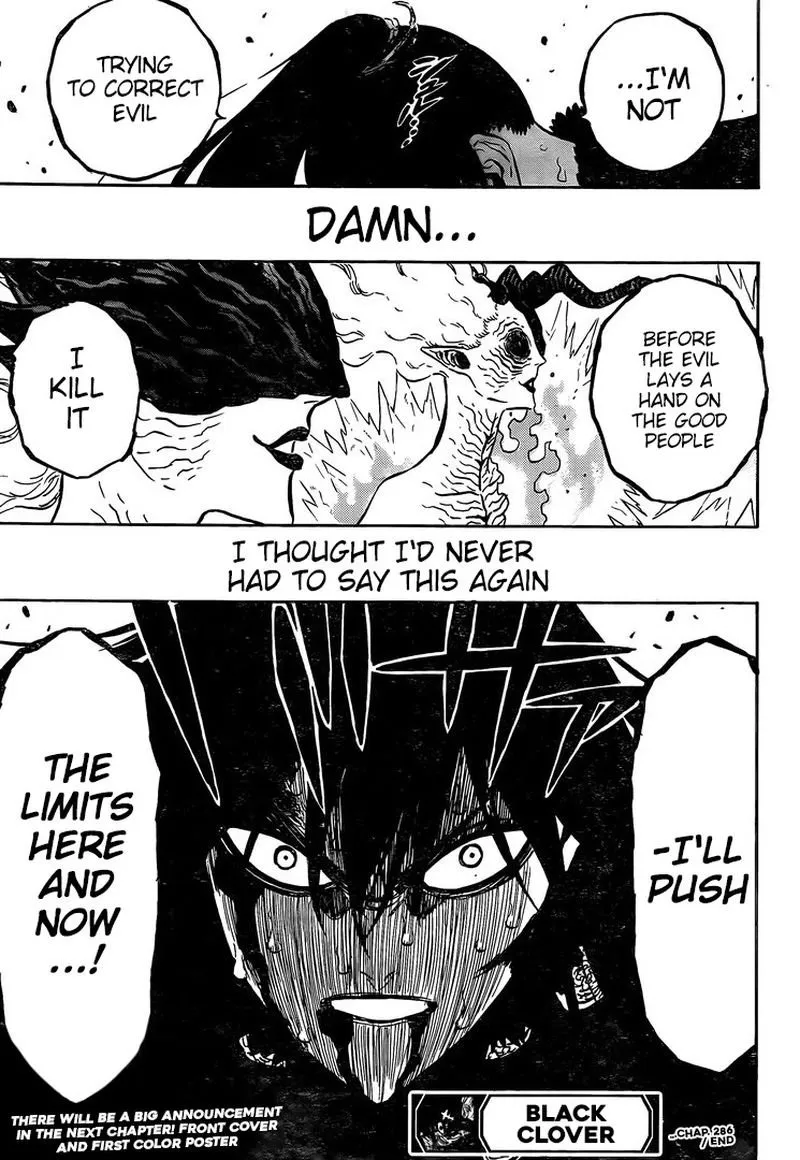 ...I'M
NOT
TRYING
TO CORRECT
EVIL
DAMN...
BEFORE
THE EVIL
LAYS A
HAND ON
THE GOOD
PEOPLE
I
KILL
IT
I THOUGHT I'D NEVER
HAD TO SAY THIS AGAIN
-I'LL
PUSH
THE
LIMITS
HERE
AND
NOW
...!
THERE WILL BE A BIG ANNOUNCEMENT
IN THE NEXT CHAPTER! FRONT COVER
AND FIRST COLOR POSTER
BLACK
CLOVER
...CHAP. 286
/ END